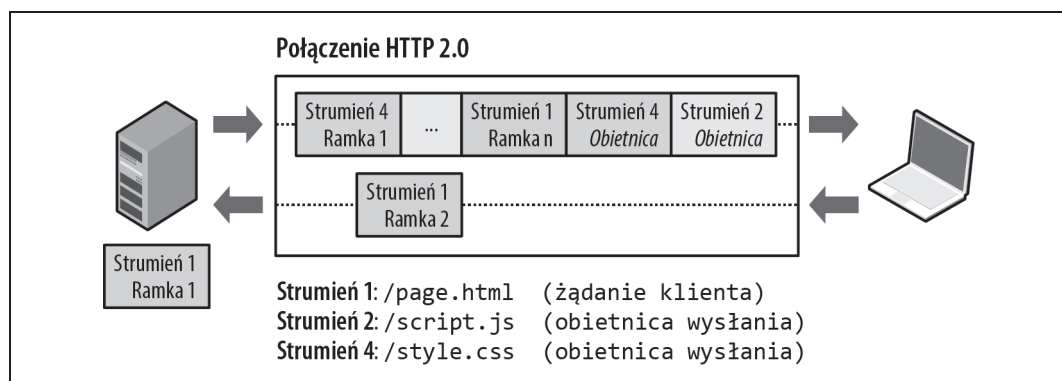 Połączenie HTTP 2.0
Strumień 4
Ramka 1
...
Strumień 1
Ramka n
Strumień 4
Obietnica
Strumień 2
Obietnica
Strumień 1
Ramka 2
Strumień 1
Ramka 1
Strumień 1: /page.html (żądanie klienta)
Strumień 2: /script.js (obietnica wysłania)
Strumień 4: /style.css (obietnica wysłania)